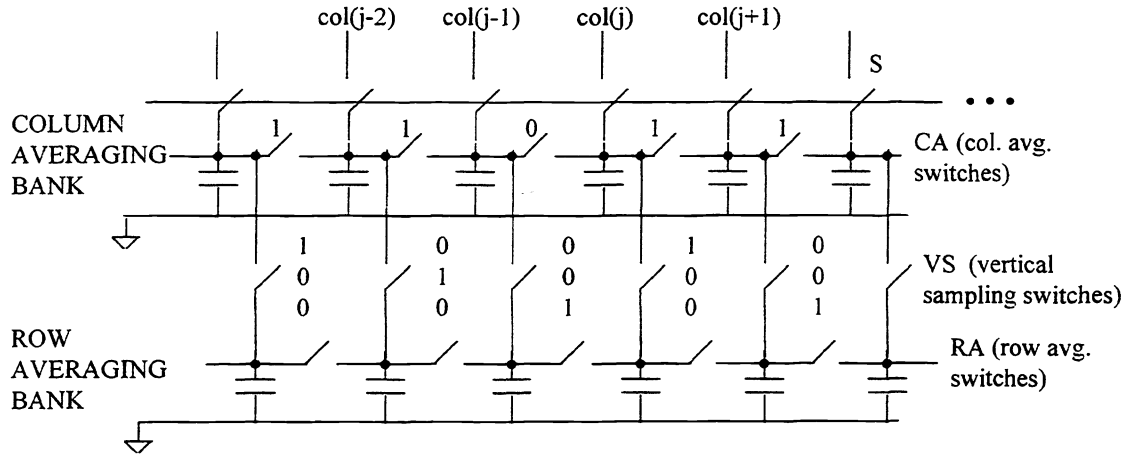 col(j-2) col(j-1) col(j) col(j+1)
S
COLUMN
AVERAGING
BANK
1 1 0 1 1
CA (col. avg.
switches)
1 0 0 1 0
0 1 0 0 0
0 0 1 0 1
VS (vertical
sampling switches)
ROW
AVERAGING
BANK
RA (row avg.
switches)